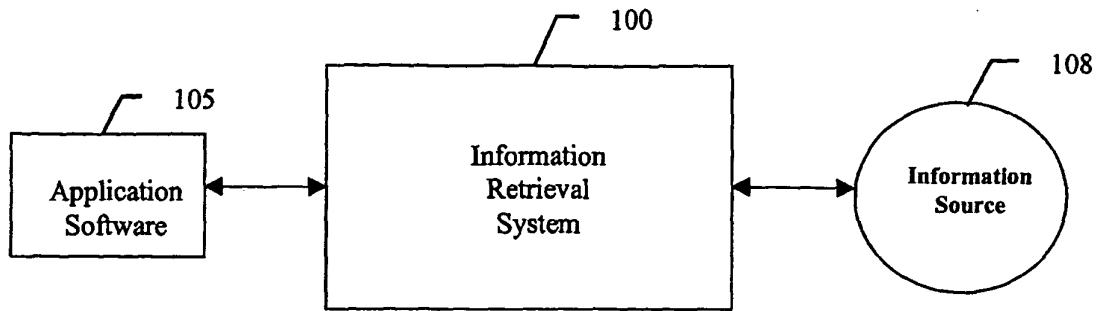 100
108
105
Information
Retrieval
System
Application
Software
Information
Source